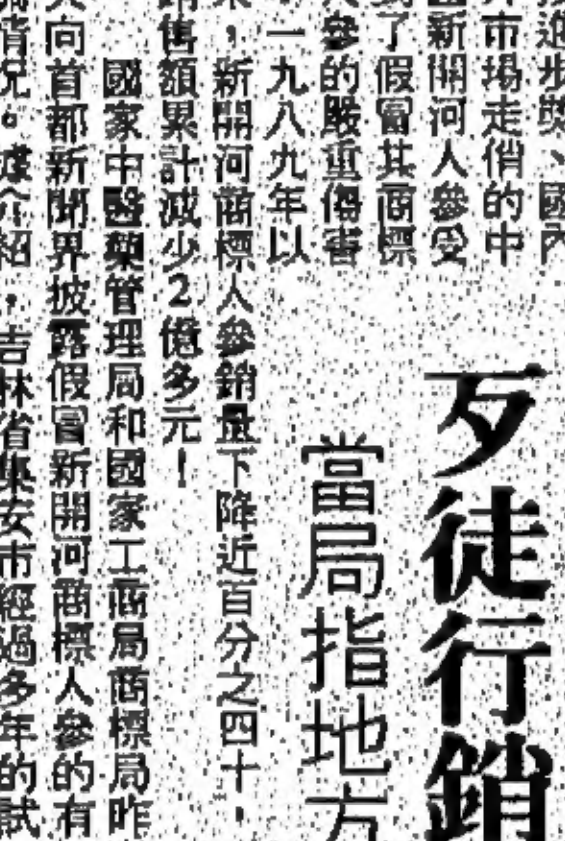 歹徒行銷
當局指地方
進步獎、國內
市場走俏的中
新開河人參受
了假冒其商標
參的嚴重傷害
一九八九年以
，新開河商標人參銷量下降近百分之四十，
售額累計減少2億多元！
國家中醫藥管理局和國家工商局商標局昨
向首都新聞界披露假冒新開河商標人參的有
情況。據介紹，吉林省集安市經過多年的試